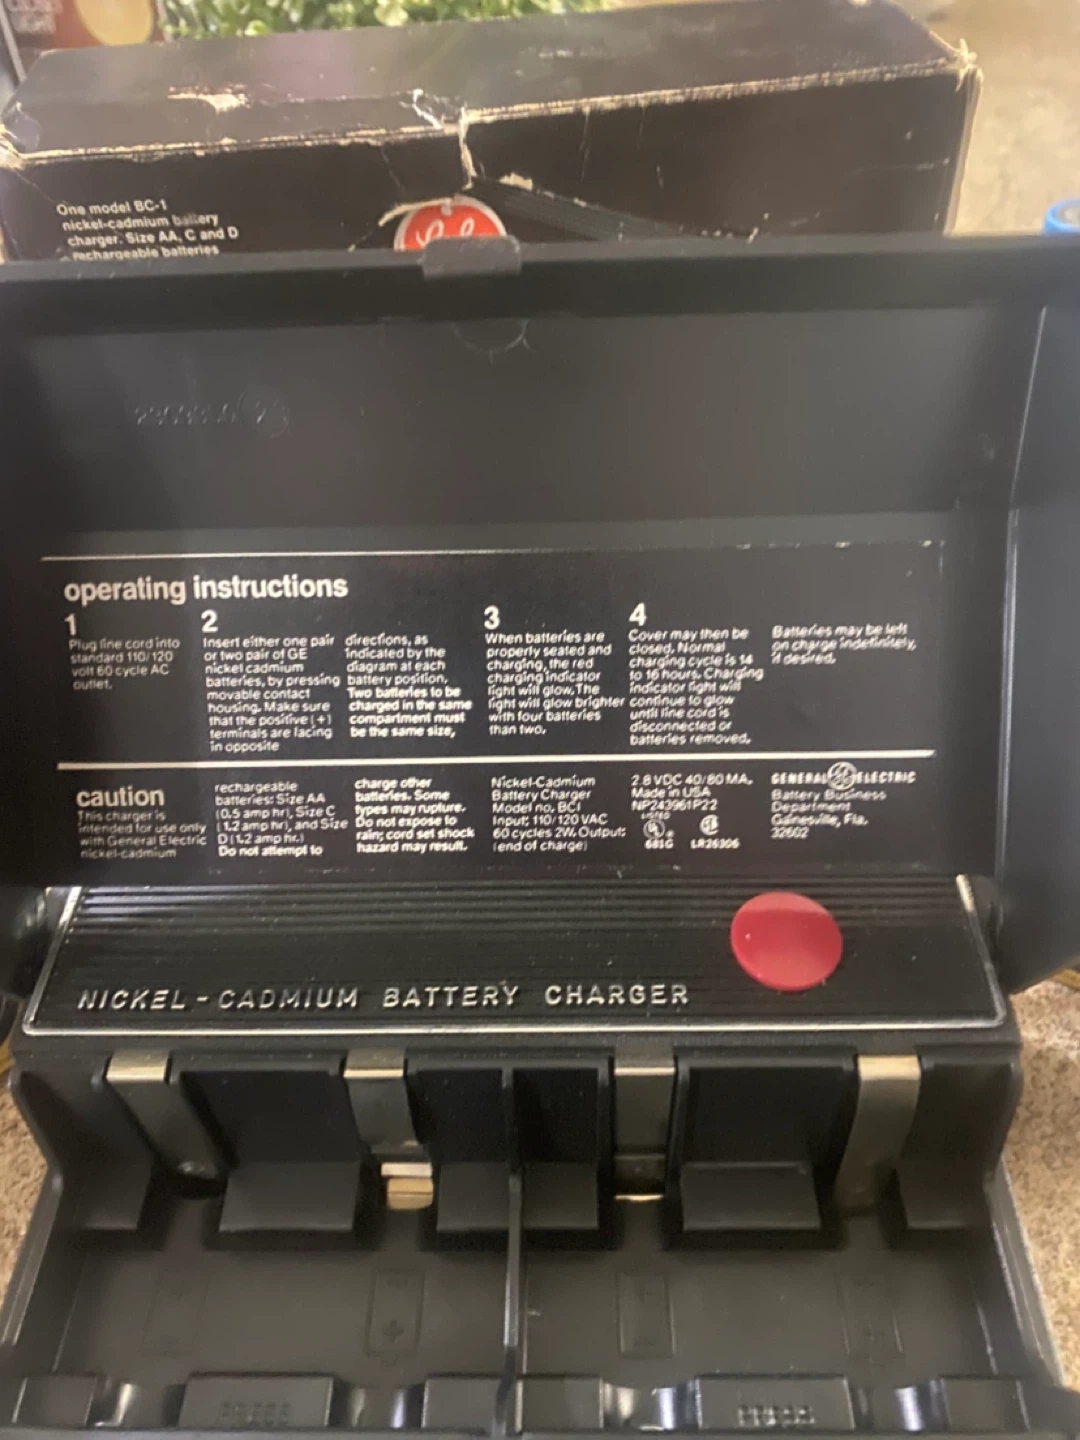 One model BC-1
nickel-cadmium battery
charger. Size AA, C and D
rechargeable batteries
operating instructions
1
Plug line cord into
standard 110/120
volt 60 cycle AC
outlet.
2
Insert either one pair
or two pair of GE
nickel cadmium
batteries, by pressing
movable contact
housing. Make sure
that the positive (+)
terminals are facing
in opposite
directions, as
indicated by the
diagram at each
battery position.
Two batteries to be
charged in the same
compartment must
be the same size.
3
When batteries are
properly seated and
charging, the red
charging indicator
light will glow. The
light will glow brighter
with four batteries
than two.
4
Cover may then be
closed. Normal
charging cycle is 14
to 16 hours. Charging
indicator light will
continue to glow
until line cord is
disconnected or
batteries removed.
Batteries may be left
on charge indefinitely,
if desired.
caution
This charger is
intended for use only
with General Electric
nickel-cadmium
rechargeable
batteries: Size AA
(0.5 amp hr), Size C
(1.2 amp hr), and Size
D (1.2 amp hr.)
Do not attempt to
charge other
batteries. Some
types may rupture.
Do not expose to
rain; cord set shock
hazard may result.
Nickel-Cadmium
Battery Charger
Model no. BC1
Input: 110/120 VAC
60 cycles 2W. Output:
(end of charge)
2.8 VDC 40/80 MA.
Made in USA
NP243961P22
LISTED
UL
681G
LR26306
GENERAL GE ELECTRIC
Battery Business
Department
Gainesville, Fla.
32602
NICKEL-CADMIUM BATTERY CHARGER
+
PRESS
PRESS